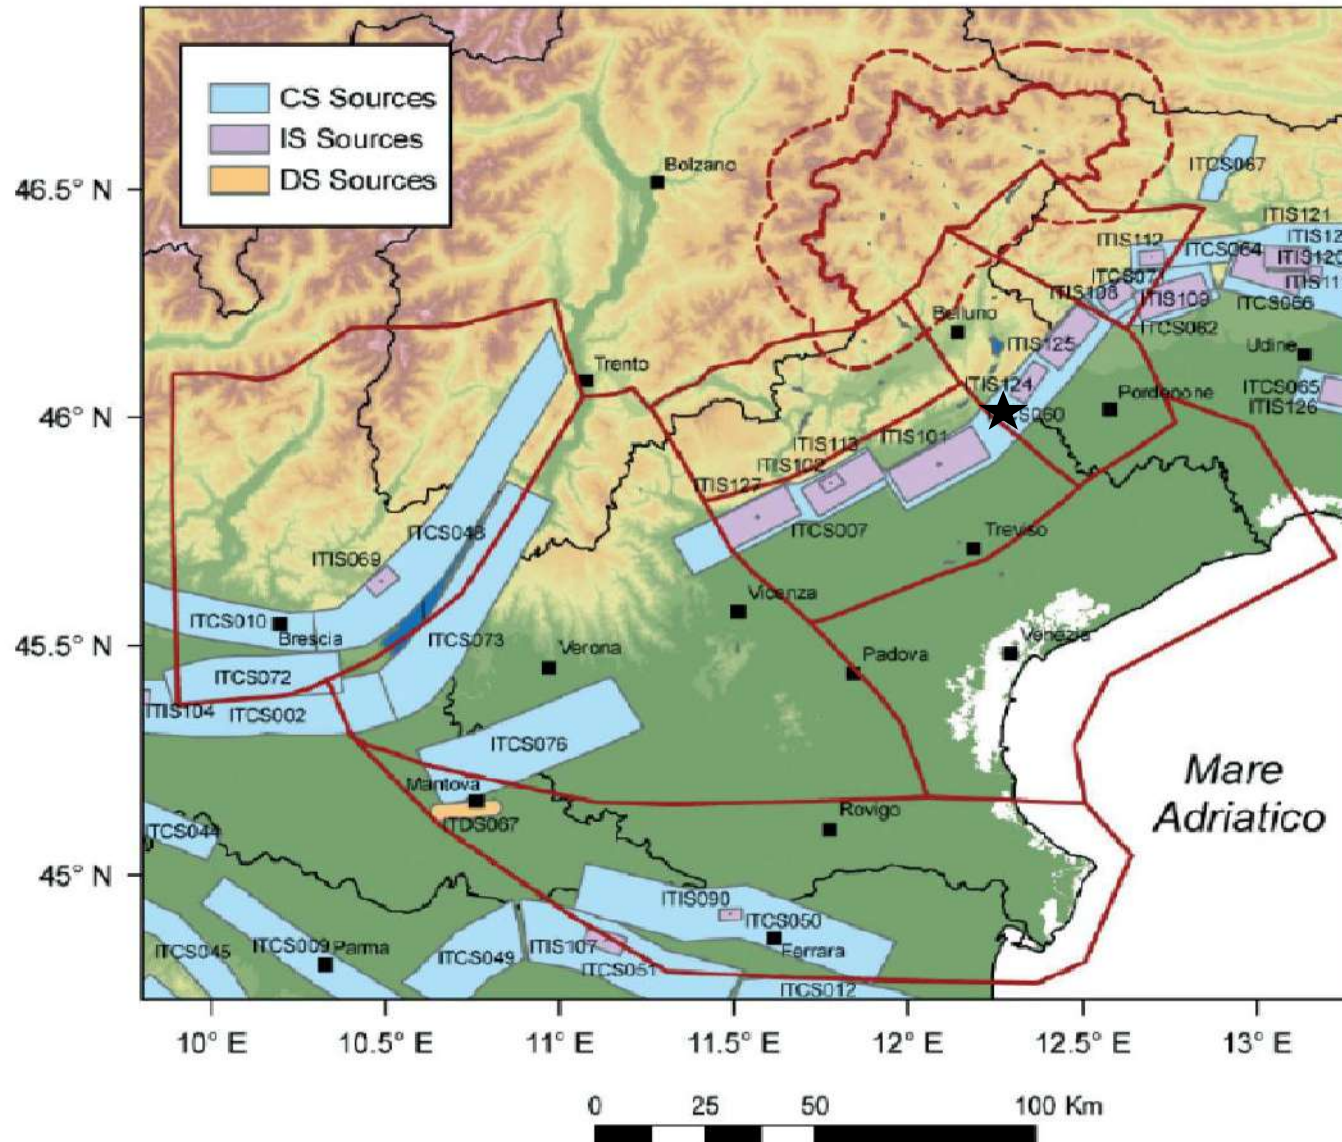 CS Sources
IS Sources
DS Sources
Bolzano
ITCS067
46.5° N
ITIS121
ITIS112
ITCS064
ITIS120
ITIS108
ITIS109
ITCS066
ITCS062
Belluno
ITIS125
Udine
Trento
ITIS124
Pordenone
ITCS065
ITIS126
46° N
ITIS113
ITIS101
ITIS102
ITIS127
ITCS007
ITCS048
Treviso
ITIS069
Vicenza
ITCS010
Brescia
ITCS073
Verona
Venezia
45.5° N
Padova
ITCS072
ITIS104
ITCS002
ITCS076
Mantova
Mare
Adriatico
Rovigo
ITDS067
ITCS044
45° N
ITIS090
ITCS050
ITCS045
ITCS009
Parma
ITCS049
ITIS107
Ferrara
ITCS051
ITCS012
10° E
10.5° E
11° E
11.5° E
12° E
12.5° E
13° E
0 25 50 100 Km